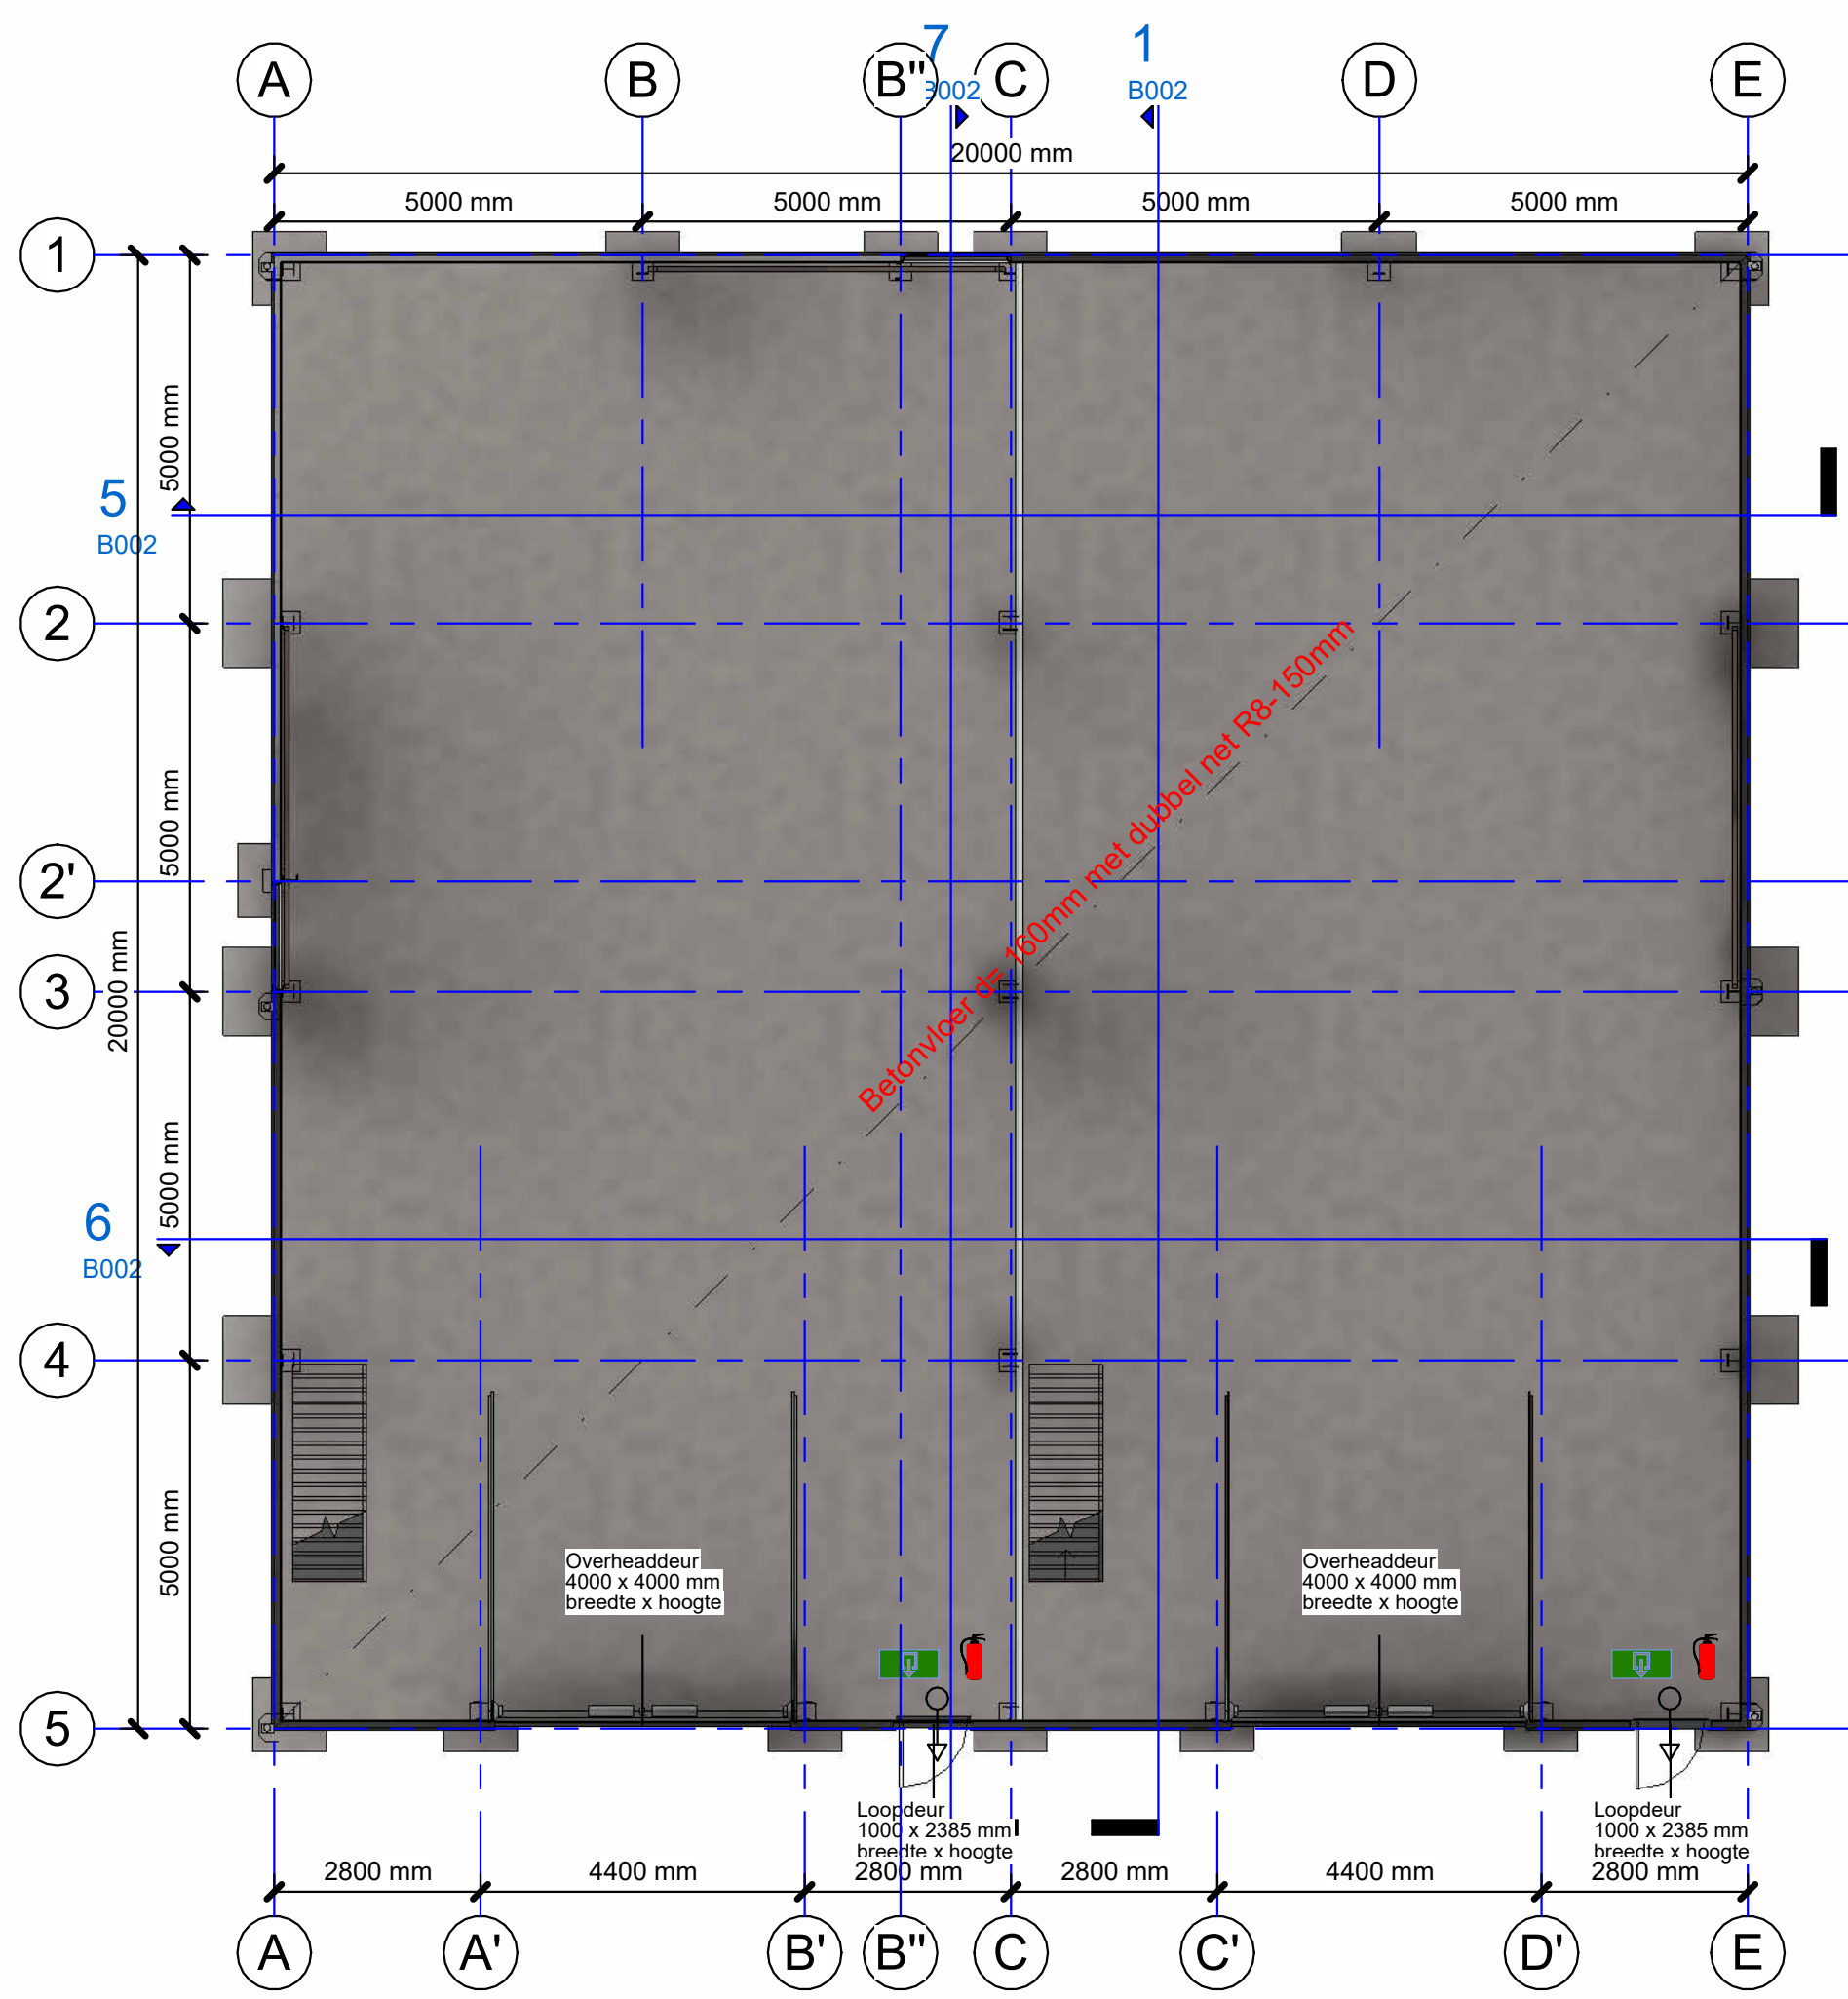 7
1
A
B
B''
B002
C
B002
D
E
20000 mm
5000 mm
5000 mm
5000 mm
5000 mm
1
5000 mm
5
B002
2
5000 mm
2'
3
20000 mm
Betonvloer d= 160mm met dubbel net R8-150mm
5000 mm
6
B002
4
5000 mm
Overheaddeur
4000 x 4000 mm
breedte x hoogte
Overheaddeur
4000 x 4000 mm
breedte x hoogte
5
Loopdeur
1000 x 2385 mm
breedte x hoogte
Loopdeur
1000 x 2385 mm
breedte x hoogte
2800 mm
4400 mm
2800 mm
2800 mm
4400 mm
2800 mm
A
A'
B'
B''
C
C'
D'
E